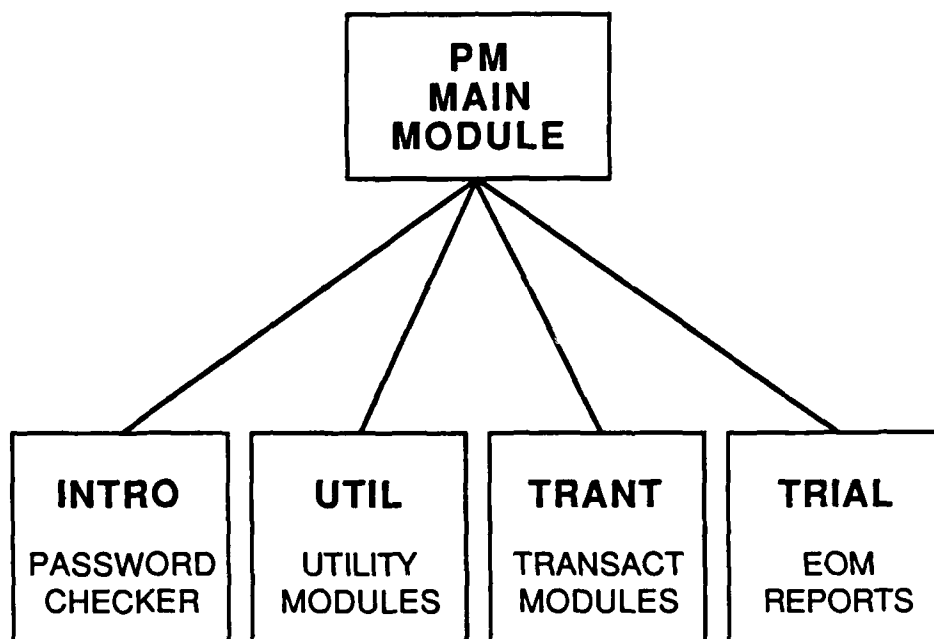 PM
MAIN
MODULE
INTRO
PASSWORD
CHECKER
UTIL
UTILITY
MODULES
TRANT
TRANSACT
MODULES
TRIAL
EOM
REPORTS